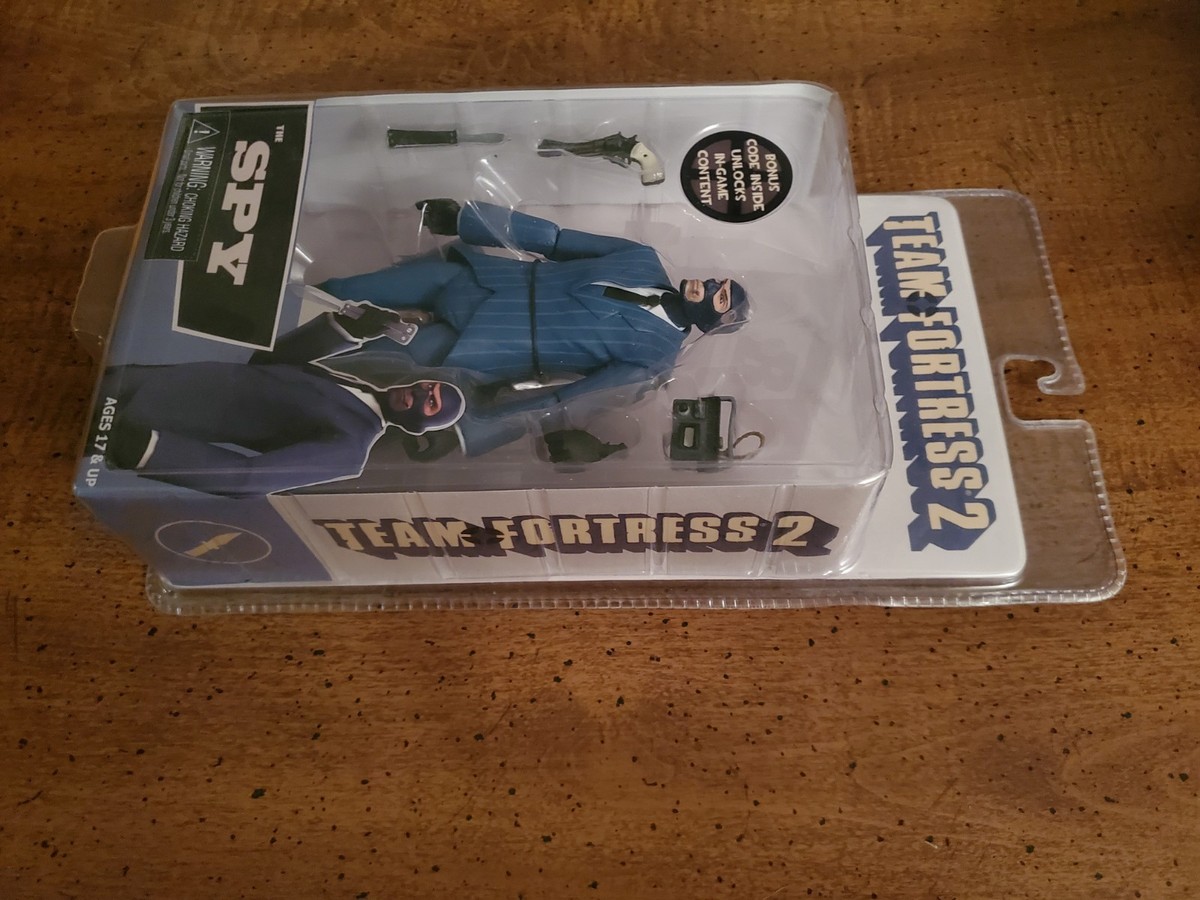 TEAM FORTRESS 2
BONUS
CODE INSIDE
UNLOCKS
IN-GAME
CONTENT
THE
SPY
WARNING: CHOKING HAZARD
AGES 17 & UP
TEAM FORTRESS 2